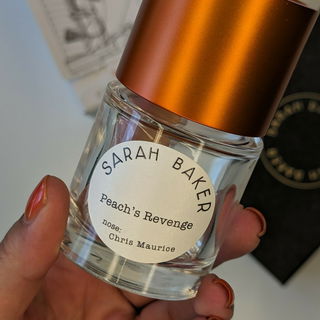 SARAH BAKER
Peach's Revenge
nose:
Chris Maurice